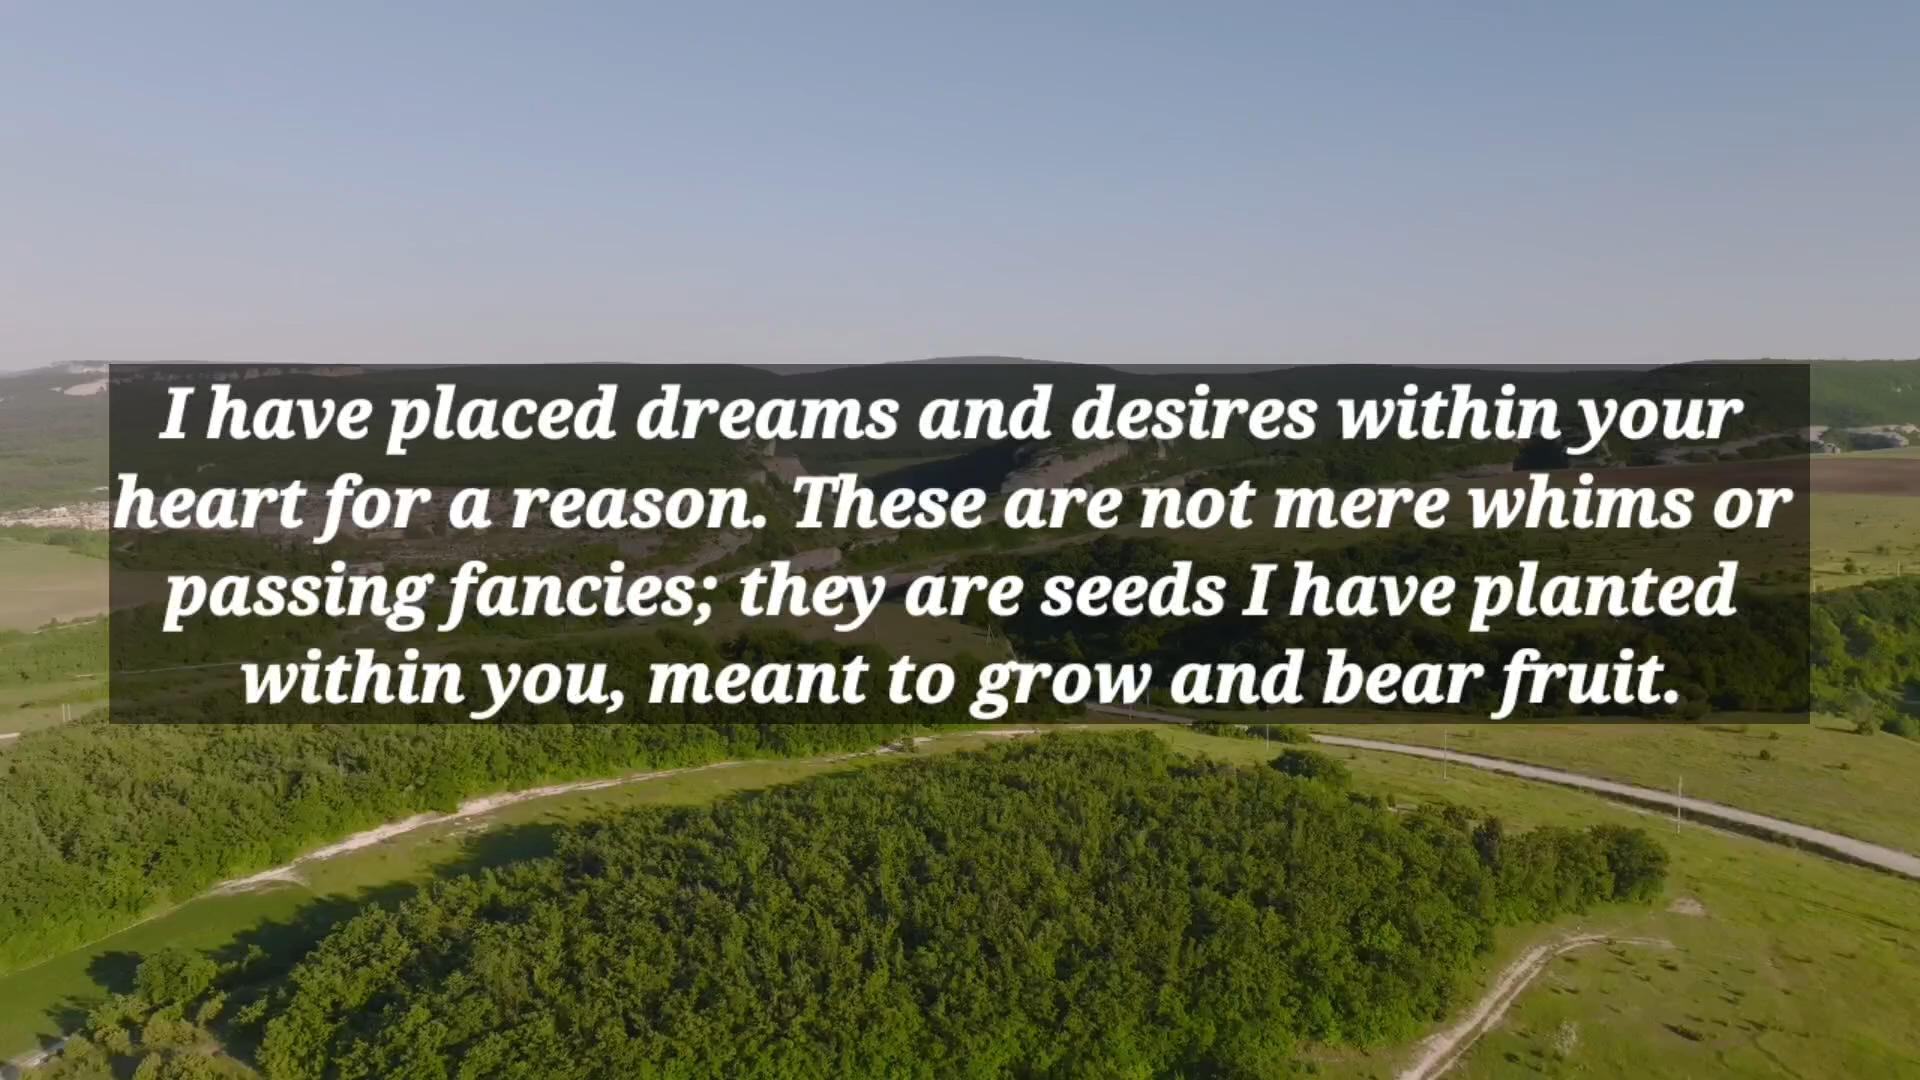 I have placed dreams and desires within your
heart for a reason. These are not mere whims or
passing fancies; they are seeds I have planted
within you, meant to grow and bear fruit.